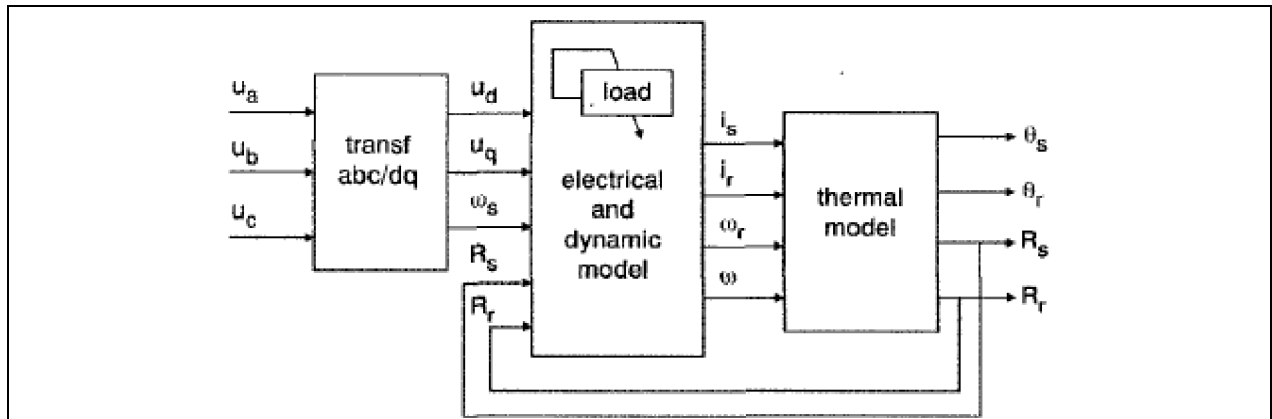 u_a
u_b
u_c
transf
abc/dq
u_d
u_q
ω_s
R_s
R_r
load
electrical
and
dynamic
model
i_s
i_r
ω_r
ω
thermal
model
θ_s
θ_r
R_s
R_r